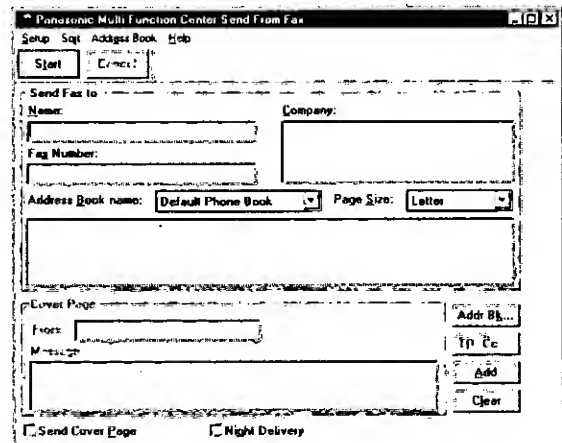 Panasonic Multi Function Center Send From Fax
Setup Sort Address Book Help
Start Cancel
Send Fax to
Name: Company:
Fax Number:
Address Book name: Default Phone Book Page Size: Letter
Cover Page
From: Addr Bk...
Message
Add
Clear
Send Cover Page Night Delivery